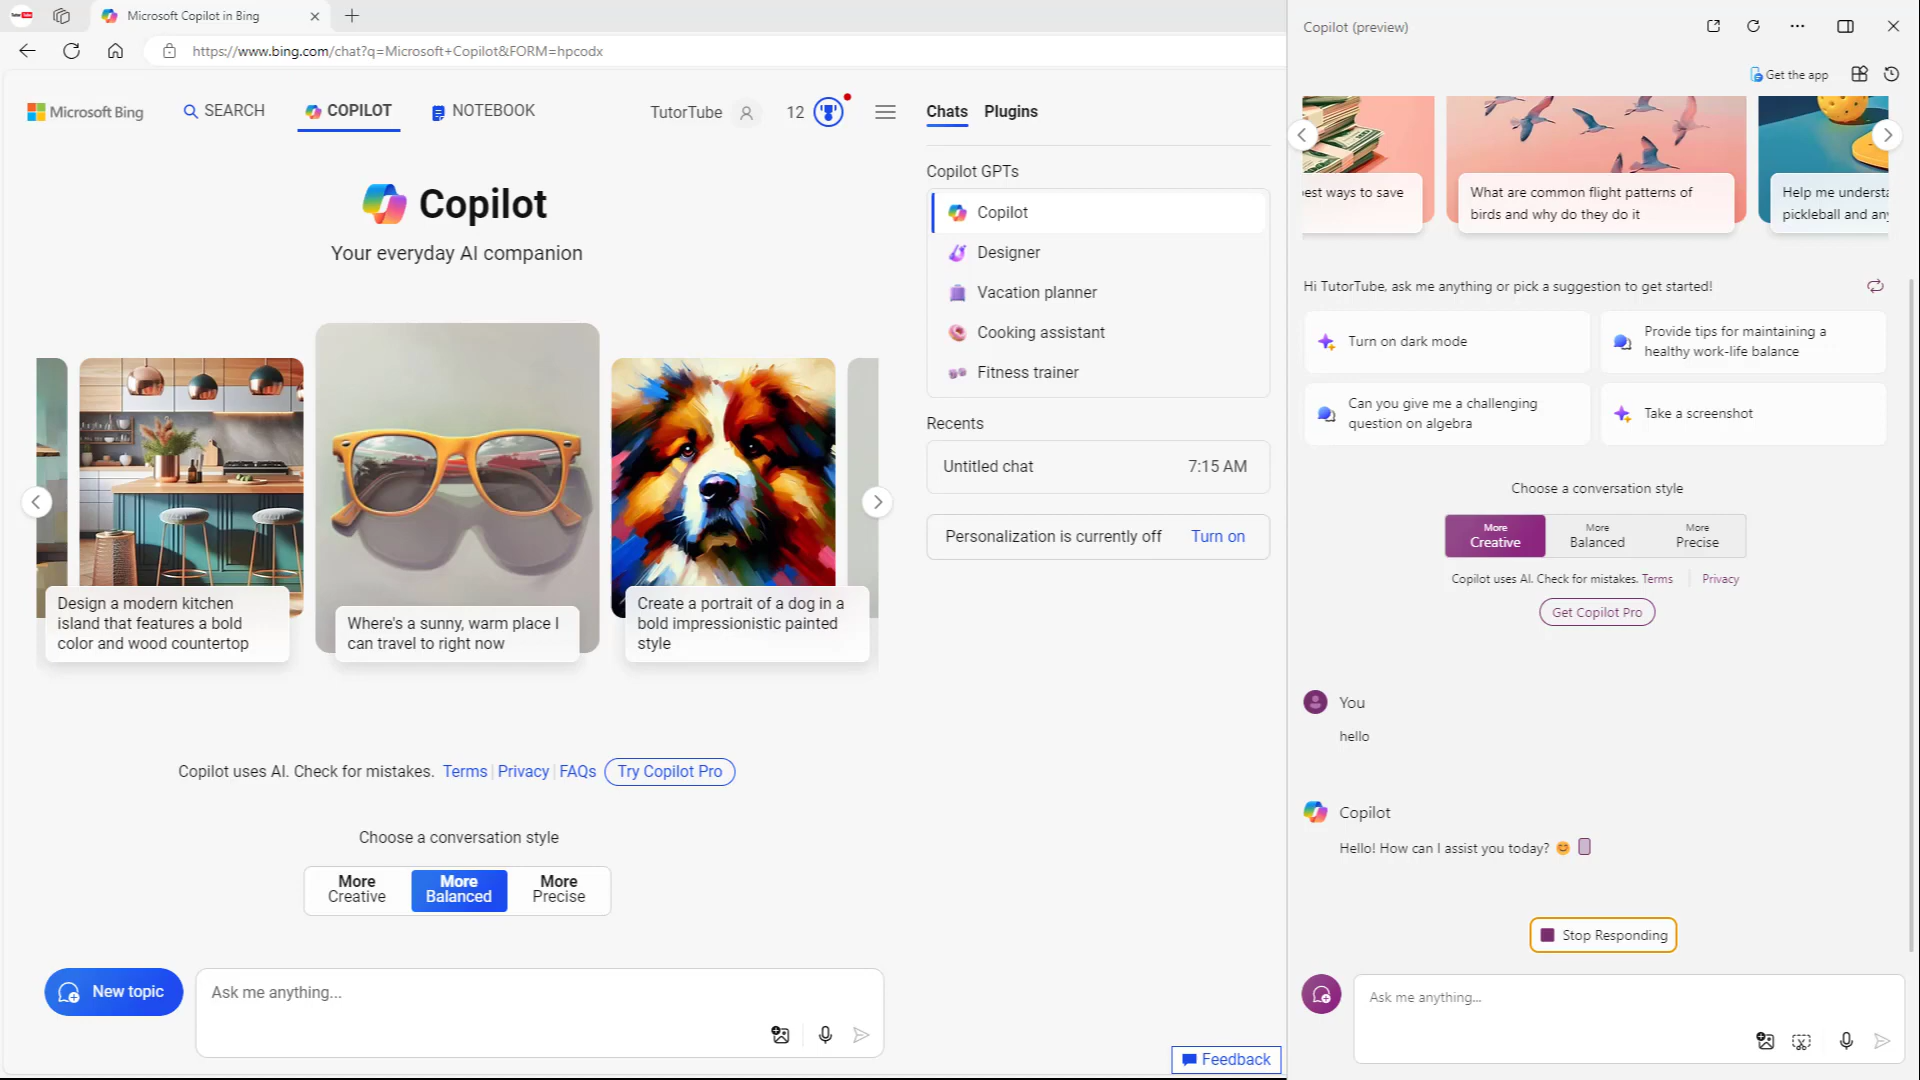 Microsoft Copilot in Bing
https://www.bing.com/chat?q=Microsoft+Copilot&FORM=hpcodx
Microsoft Bing
SEARCH
COPILOT
NOTEBOOK
TutorTube
12
Copilot
Your everyday AI companion
Design a modern kitchen
island that features a bold
color and wood countertop
Where's a sunny, warm place I
can travel to right now
Create a portrait of a dog in a
bold impressionistic painted
style
Copilot uses AI. Check for mistakes. Terms Privacy FAQs Try Copilot Pro
Choose a conversation style
More Creative
More Balanced
More Precise
New topic
Ask me anything...
Chats Plugins
Copilot GPTs
Copilot
Designer
Vacation planner
Cooking assistant
Fitness trainer
Recents
Untitled chat 7:15 AM
Personalization is currently off Turn on
Feedback
Copilot (preview)
Get the app
est ways to save
What are common flight patterns of
birds and why do they do it
Help me understa
pickleball and any
Hi TutorTube, ask me anything or pick a suggestion to get started!
Turn on dark mode
Provide tips for maintaining a
healthy work-life balance
Can you give me a challenging
question on algebra
Take a screenshot
Choose a conversation style
More Creative
More Balanced
More Precise
Copilot uses AI. Check for mistakes. Terms Privacy
Get Copilot Pro
You
hello
Copilot
Hello! How can I assist you today? 😊
Stop Responding
Ask me anything...